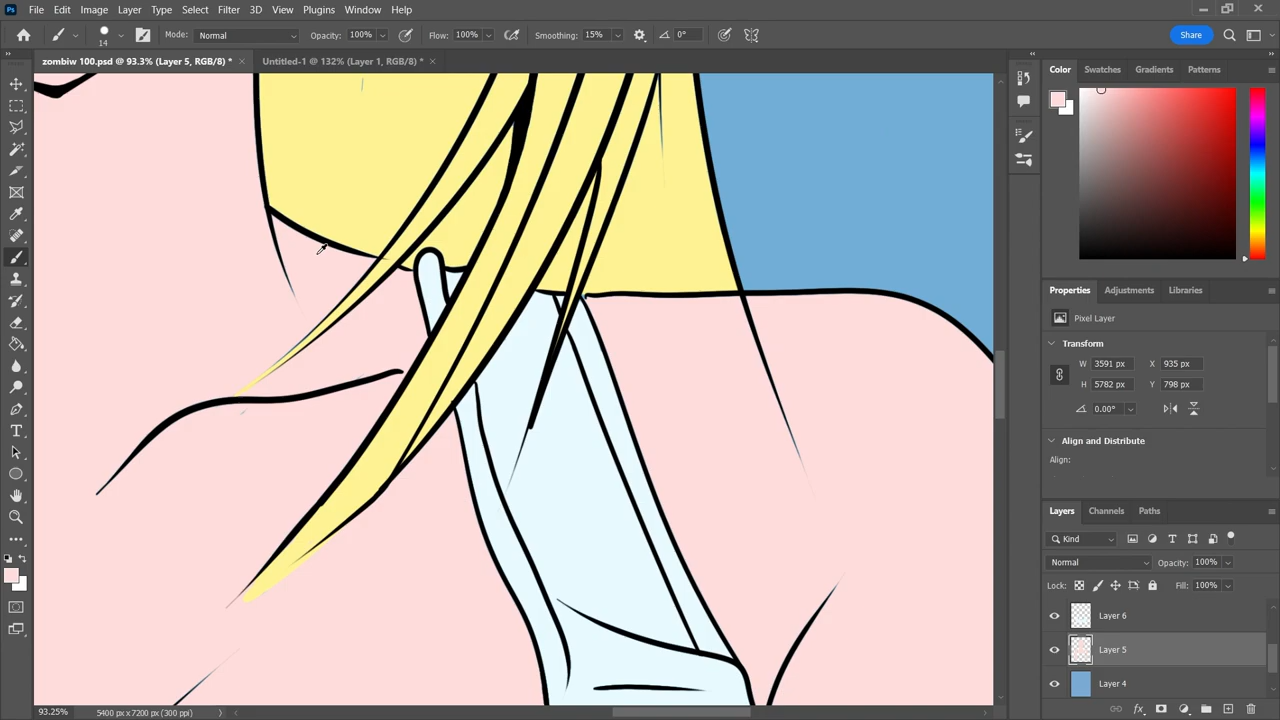 Ps File Edit Image Layer Type Select Filter 3D View Plugins Window Help
14 Mode: Normal Opacity: 100% Flow: 100% Smoothing: 15% 0° Share
zombiw 100.psd @ 93.3% (Layer 5, RGB/8) * Untitled-1 @ 132% (Layer 1, RGB/8) *
Color Swatches Gradients Patterns
Properties Adjustments Libraries
Pixel Layer
Transform
W 3591 px X 935 px
H 5782 px Y 798 px
0.00°
Align and Distribute
Align:
Layers Channels Paths
Kind
Normal Opacity: 100%
Lock: Fill: 100%
Layer 6
Layer 5
Layer 4
93.25% 5400 px x 7200 px (300 ppi)